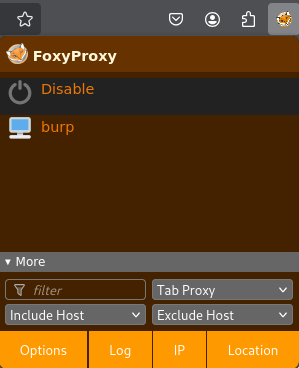 FoxyProxy
Disable
burp
▾ More
filter
Tab Proxy
Include Host
Exclude Host
Options
Log
IP
Location